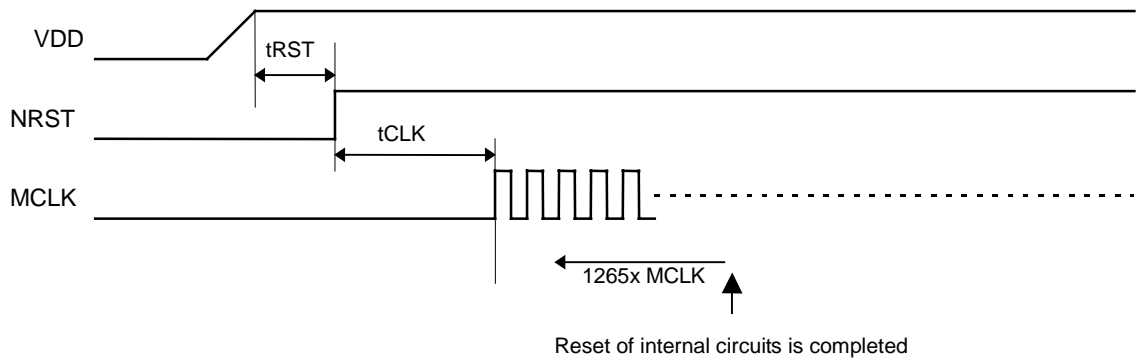 VDD
tRST
NRST
tCLK
MCLK
1265x MCLK
Reset of internal circuits is completed